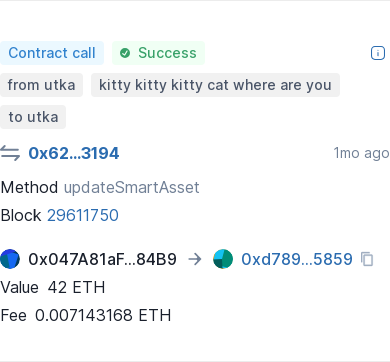 Contract call Success
from utka kitty kitty kitty cat where are you
to utka
0x62...3194 1mo ago
Method updateSmartAsset
Block 29611750
0x047A81aF...84B9 → 0xd789...5859
Value 42 ETH
Fee 0.007143168 ETH